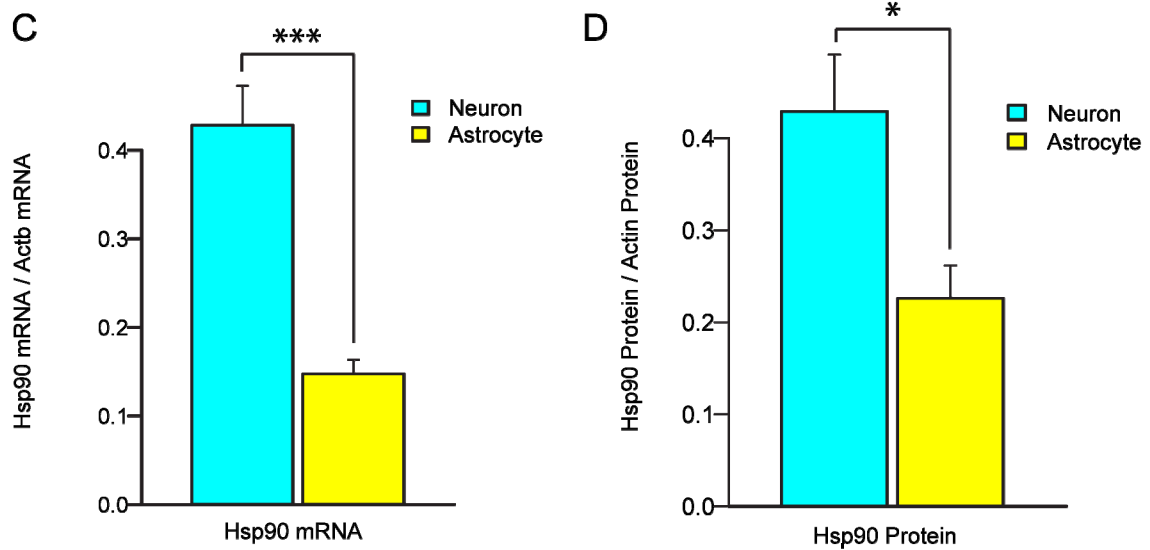 C
***
Neuron
Astrocyte
Hsp90 mRNA / Actb mRNA
0.4
0.3
0.2
0.1
0.0
Hsp90 mRNA
D
*
Neuron
Astrocyte
Hsp90 Protein / Actin Protein
0.4
0.3
0.2
0.1
0.0
Hsp90 Protein